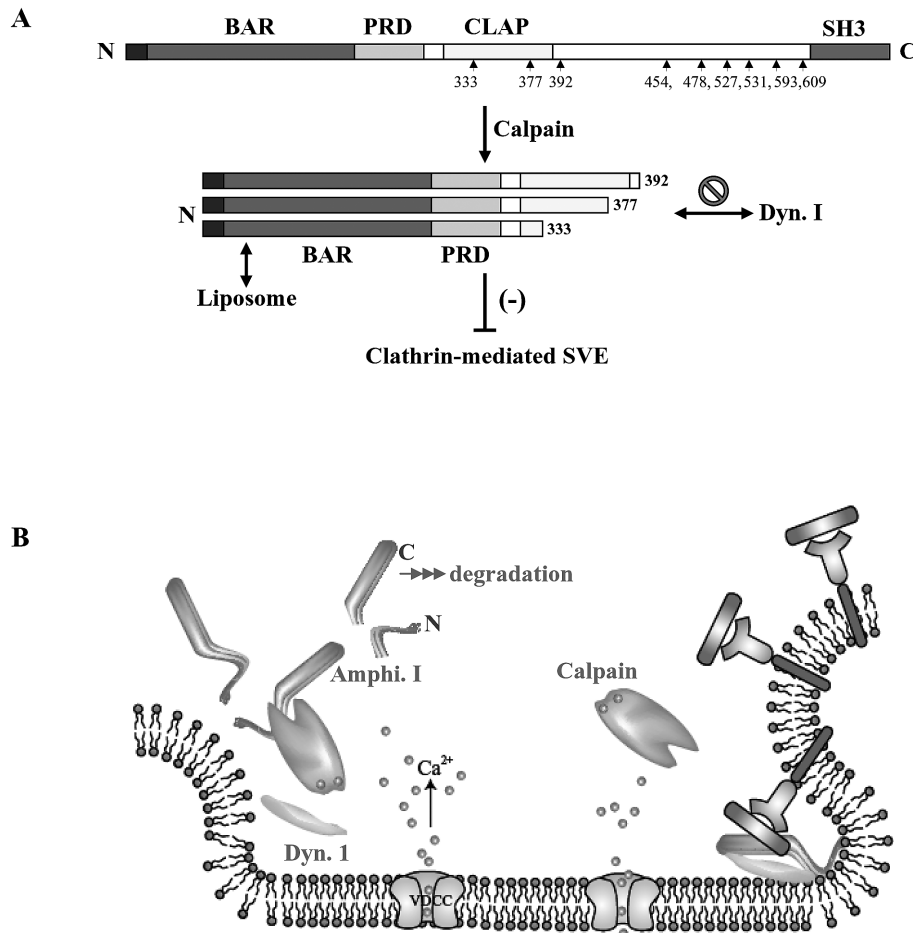 A
BAR PRD CLAP SH3
N C
333 377 392 454, 478, 527, 531, 593, 609
Calpain
392
377
333
N
Dyn. I
BAR PRD
Liposome
(-)
Clathrin-mediated SVE
B
C
degradation
N
Amphi. I
Calpain
Ca2+
Dyn. 1
VDCC